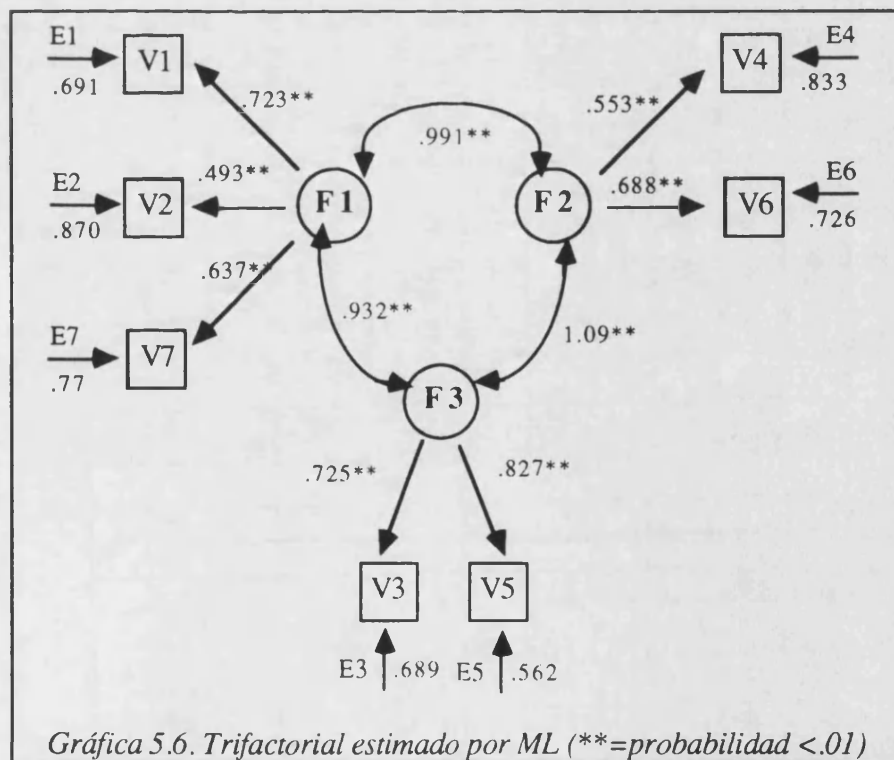 E1
.691
V1
.723**
E4
.833
V4
.553**
.991**
E2
.870
V2
.493**
F1
F2
.688**
V6
E6
.726
.637**
E7
.77
V7
.932**
1.09**
F3
.725**
.827**
V3
V5
E3
.689
E5
.562
Gráfica 5.6. Trifactorial estimado por ML (**=probabilidad <.01)